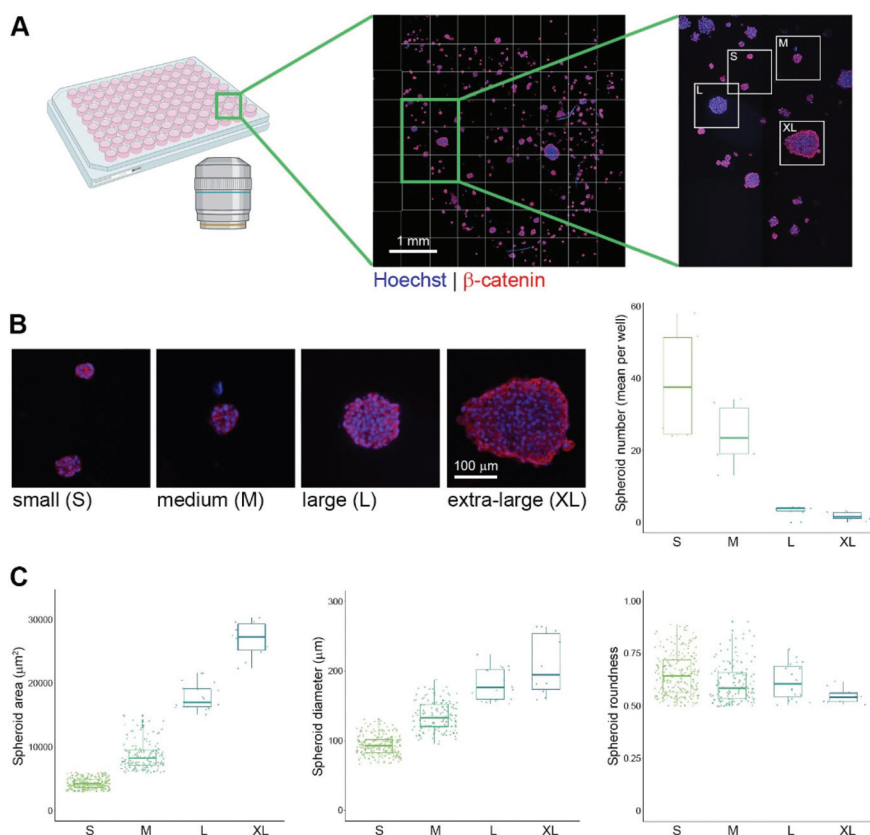 A
S
M
L
XL
1 mm
Hoechst | β-catenin
B
small (S)
medium (M)
large (L)
100 μm
extra-large (XL)
Spheroid number (mean per well)
60
40
20
0
S M L XL
C
Spheroid area (μm²)
30000
20000
10000
0
S M L XL
Spheroid diameter (μm)
300
200
100
0
S M L XL
Spheroid roundness
1.00
0.75
0.50
0.25
0.00
S M L XL